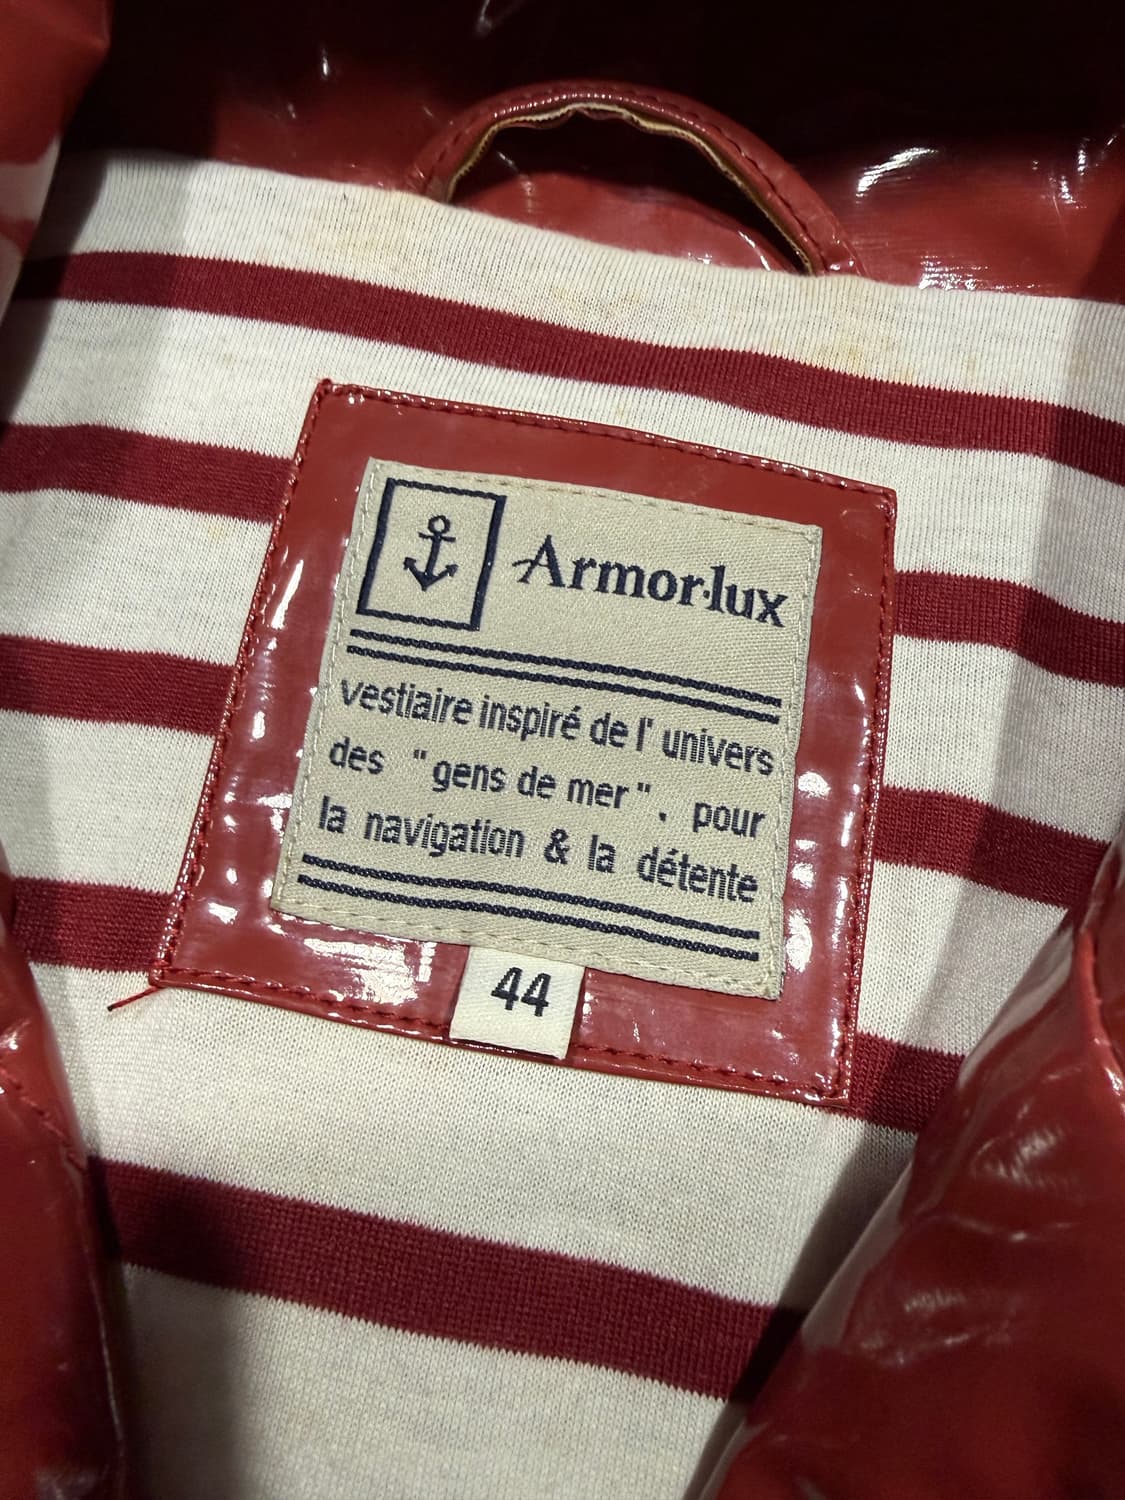 Armor·lux
vestiaire inspiré de l' univers
des "gens de mer", pour
la navigation & la détente
44